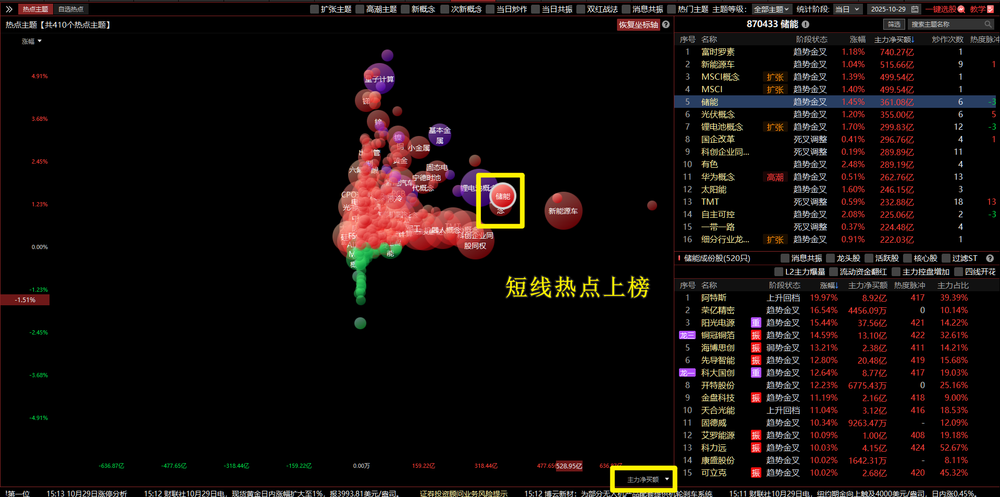 热点主题 自选热点 扩张主题 高潮主题 新概念 次新概念 当日炒作 当日共振 双红战法 消息共振 热门主题 主题等级: 全部主题 统计阶段: 当日 2025-10-29 一键选股 教学
热点主题【共410个热点主题】 恢复坐标轴
涨幅
4.91%
3.68%
2.45%
1.23%
0.00%
-1.23%
-1.51%
-2.45%
-3.68%
-4.91%
量子计算
锑
锌
基本金属
镍
铜
小金属
黄金
固态电池
宁德时代概念
智能汽车
PCB
液冷
CPO
锂电池概念
储能
念
新能源车
军工
机器人概念
TMT
科创企业同股同权
能
短线热点上榜
-636.87亿 -477.65亿 -318.44亿 -159.22亿 0.00万 159.22亿 318.44亿 477.65亿 528.95亿 636.87亿
主力净买额
870433 储能 筛选 搜索主题名称
序号 名称 阶段状态 涨幅 主力净买额↓ 炒作次数 热度脉冲
1 富时罗素 趋势金叉 1.18% 740.27亿 1
2 新能源车 趋势金叉 1.04% 515.66亿 9 1
3 MSCI概念 扩张 趋势金叉 1.39% 499.54亿 1
4 MSCI 扩张 趋势金叉 1.40% 499.54亿 1
5 储能 趋势金叉 1.45% 361.08亿 6 -3
6 光伏概念 趋势金叉 1.20% 355.00亿 6 5
7 锂电池概念 扩张 趋势金叉 1.70% 299.83亿 12 -3
8 国企改革 死叉调整 0.41% 296.76亿 4 1
9 科创企业同... 死叉调整 0.19% 289.89亿 11
10 有色 趋势金叉 2.48% 289.19亿 4
11 华为概念 高潮 趋势金叉 0.51% 262.76亿 13
12 太阳能 趋势金叉 1.60% 246.15亿 3
13 TMT 死叉调整 0.59% 232.88亿 18 13
14 自主可控 趋势金叉 2.08% 225.06亿 2 -3
15 一带一路 死叉调整 0.37% 224.48亿 4
16 细分行业龙... 扩张 趋势金叉 0.91% 222.03亿 1
储能成份股(520只) 消息共振 龙头股 活跃股 核心股 过滤ST
L2主力爆量 流动资金翻红 主力控盘增加 四线开花
序号 名称 阶段状态 涨幅↓ 主力净买额 热度脉冲 主力占比
1 阿特斯 上升回档 19.97% 8.92亿 417 39.39%
2 荣亿精密 趋势金叉 16.54% 4456.09万 0 10.14%
3 阳光电源 重 趋势金叉 15.44% 37.56亿 421 14.22%
龙三 铜冠铜箔 振 趋势金叉 14.59% 13.10亿 422 32.61%
5 海博思创 振 弱势金叉 13.21% 2.38亿 411 14.21%
6 先导智能 振 趋势金叉 12.80% 20.48亿 419 15.68%
龙一 科大国创 重 趋势金叉 12.64% 8.77亿 417 19.03%
8 开特股份 趋势金叉 12.23% 6775.43万 0 25.16%
9 金盘科技 振 趋势金叉 11.19% 2.16亿 418 9.00%
10 天合光能 上升回档 11.04% 3.12亿 416 18.53%
11 固德威 趋势金叉 10.34% 9263.47万 - 12.09%
12 艾罗能源 振 趋势金叉 10.09% 1.00亿 408 19.18%
13 科力远 振 趋势金叉 10.03% 4.15亿 424 52.67%
14 康盛股份 趋势金叉 10.02% 1642.31万 - 8.11%
15 可立克 振 趋势金叉 10.02% 2.68亿 420 45.32%
第一位 15:13 10月29日涨停分析 15:12 财联社10月29日电，现货黄金日内涨幅扩大至1%，报3993.81美元/盎司。 证券投资顾问业务风险提示 15:12 博云新材：为部分无人机产品配套提供机轮刹车系统 15:11 财联社10月29日电，纽约期金向上触及4000美元/盎司，日内涨0.45%。